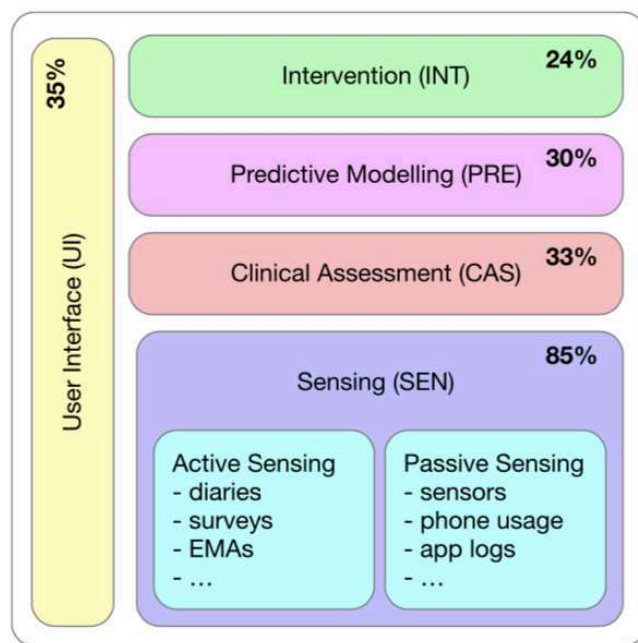 35%
User Interface (UI)
24%
Intervention (INT)
30%
Predictive Modelling (PRE)
33%
Clinical Assessment (CAS)
85%
Sensing (SEN)
Active Sensing
- diaries
- surveys
- EMAs
- ...
Passive Sensing
- sensors
- phone usage
- app logs
- ...